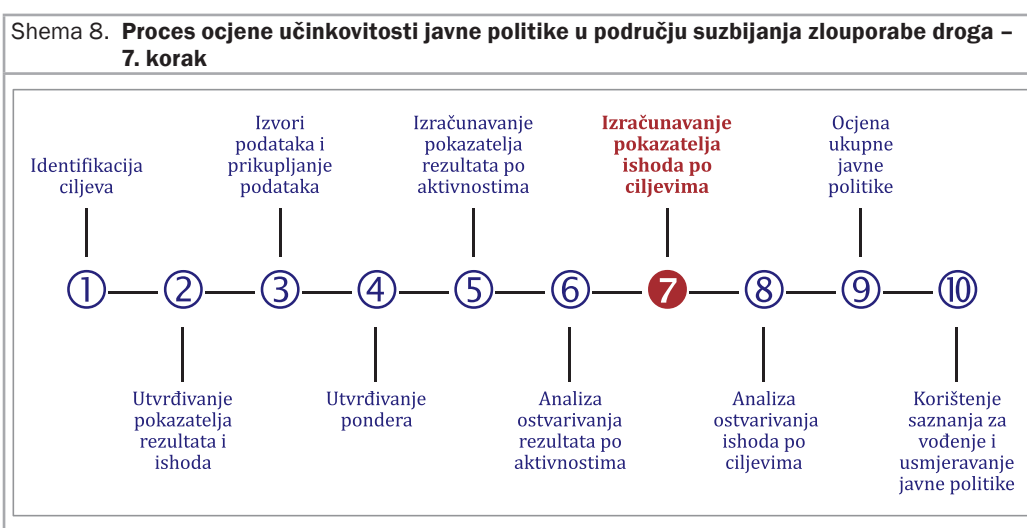 Shema 8. Proces ocjene učinkovitosti javne politike u području suzbijanja zlouporabe droga –
7. korak
Identifikacija
ciljeva
Izvori
podataka i
prikupljanje
podataka
Izračunavanje
pokazatelja
rezultata po
aktivnostima
Izračunavanje
pokazatelja
ishoda po
ciljevima
Ocjena
ukupne
javne
politike
1 2 3 4 5 6 7 8 9 10
Utvrđivanje
pokazatelja
rezultata i
ishoda
Utvrđivanje
pondera
Analiza
ostvarivanja
rezultata po
aktivnostima
Analiza
ostvarivanja
ishoda po
ciljevima
Korištenje
saznanja za
vođenje i
usmjeravanje
javne politike